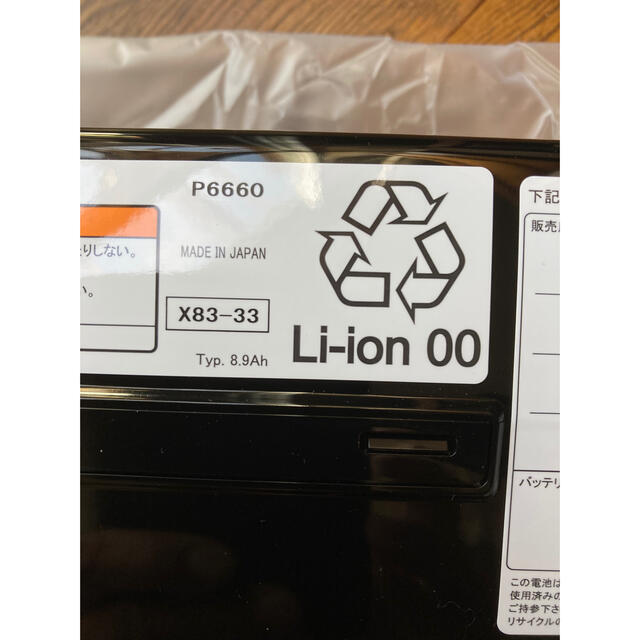 P6660
たりしない。
MADE IN JAPAN
い。
X83-33
Typ. 8.9Ah
Li-ion 00
下記
販売
バッテリ
この電池は
使用済みの
ご持参下さ
リサイクルの